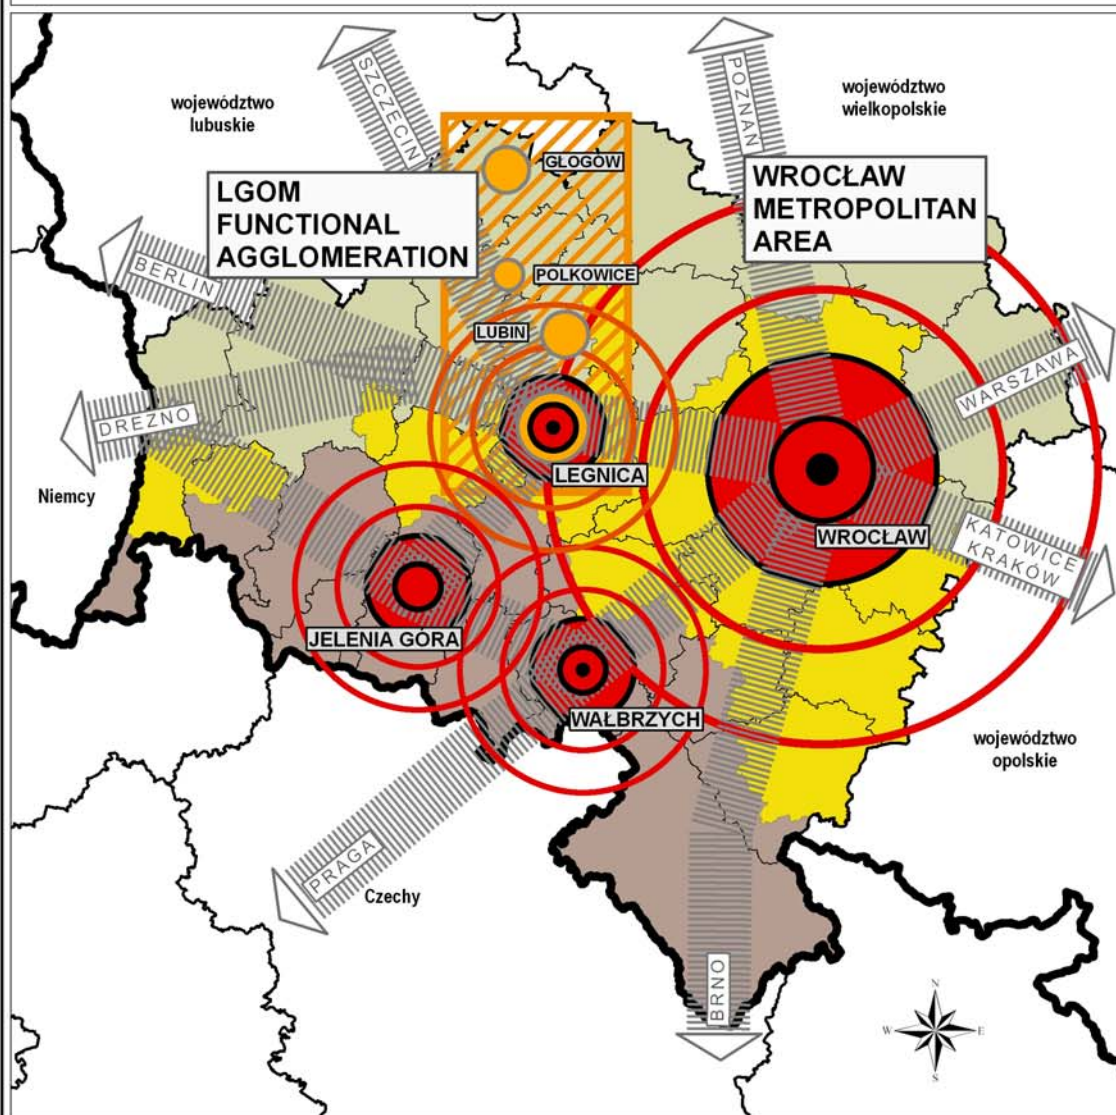 SZCZECIN
POZNAŃ
województwo
lubuskie
województwo
wielkopolskie
GŁOGÓW
LGOM
FUNCTIONAL
AGGLOMERATION
WROCŁAW
METROPOLITAN
AREA
BERLIN
POLKOWICE
LUBIN
WARSZAWA
DREZNO
LEGNICA
Niemcy
WROCŁAW
KATOWICE
KRAKÓW
JELENIA GÓRA
WAŁBRZYCH
województwo
opolskie
PRAGA
Czechy
BRNO
N
W
E
S